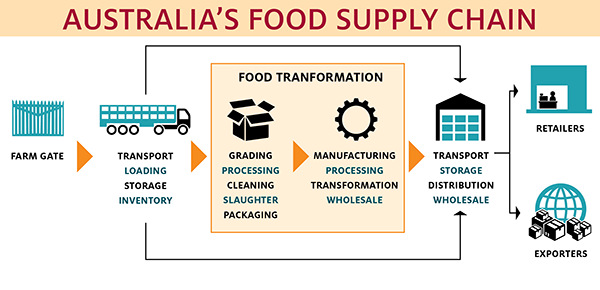 AUSTRALIA'S FOOD SUPPLY CHAIN
FOOD TRANFORMATION
FARM GATE
TRANSPORT
LOADING
STORAGE
INVENTORY
GRADING
PROCESSING
CLEANING
SLAUGHTER
PACKAGING
MANUFACTURING
PROCESSING
TRANSFORMATION
WHOLESALE
TRANSPORT
STORAGE
DISTRIBUTION
WHOLESALE
RETAILERS
EXPORTERS